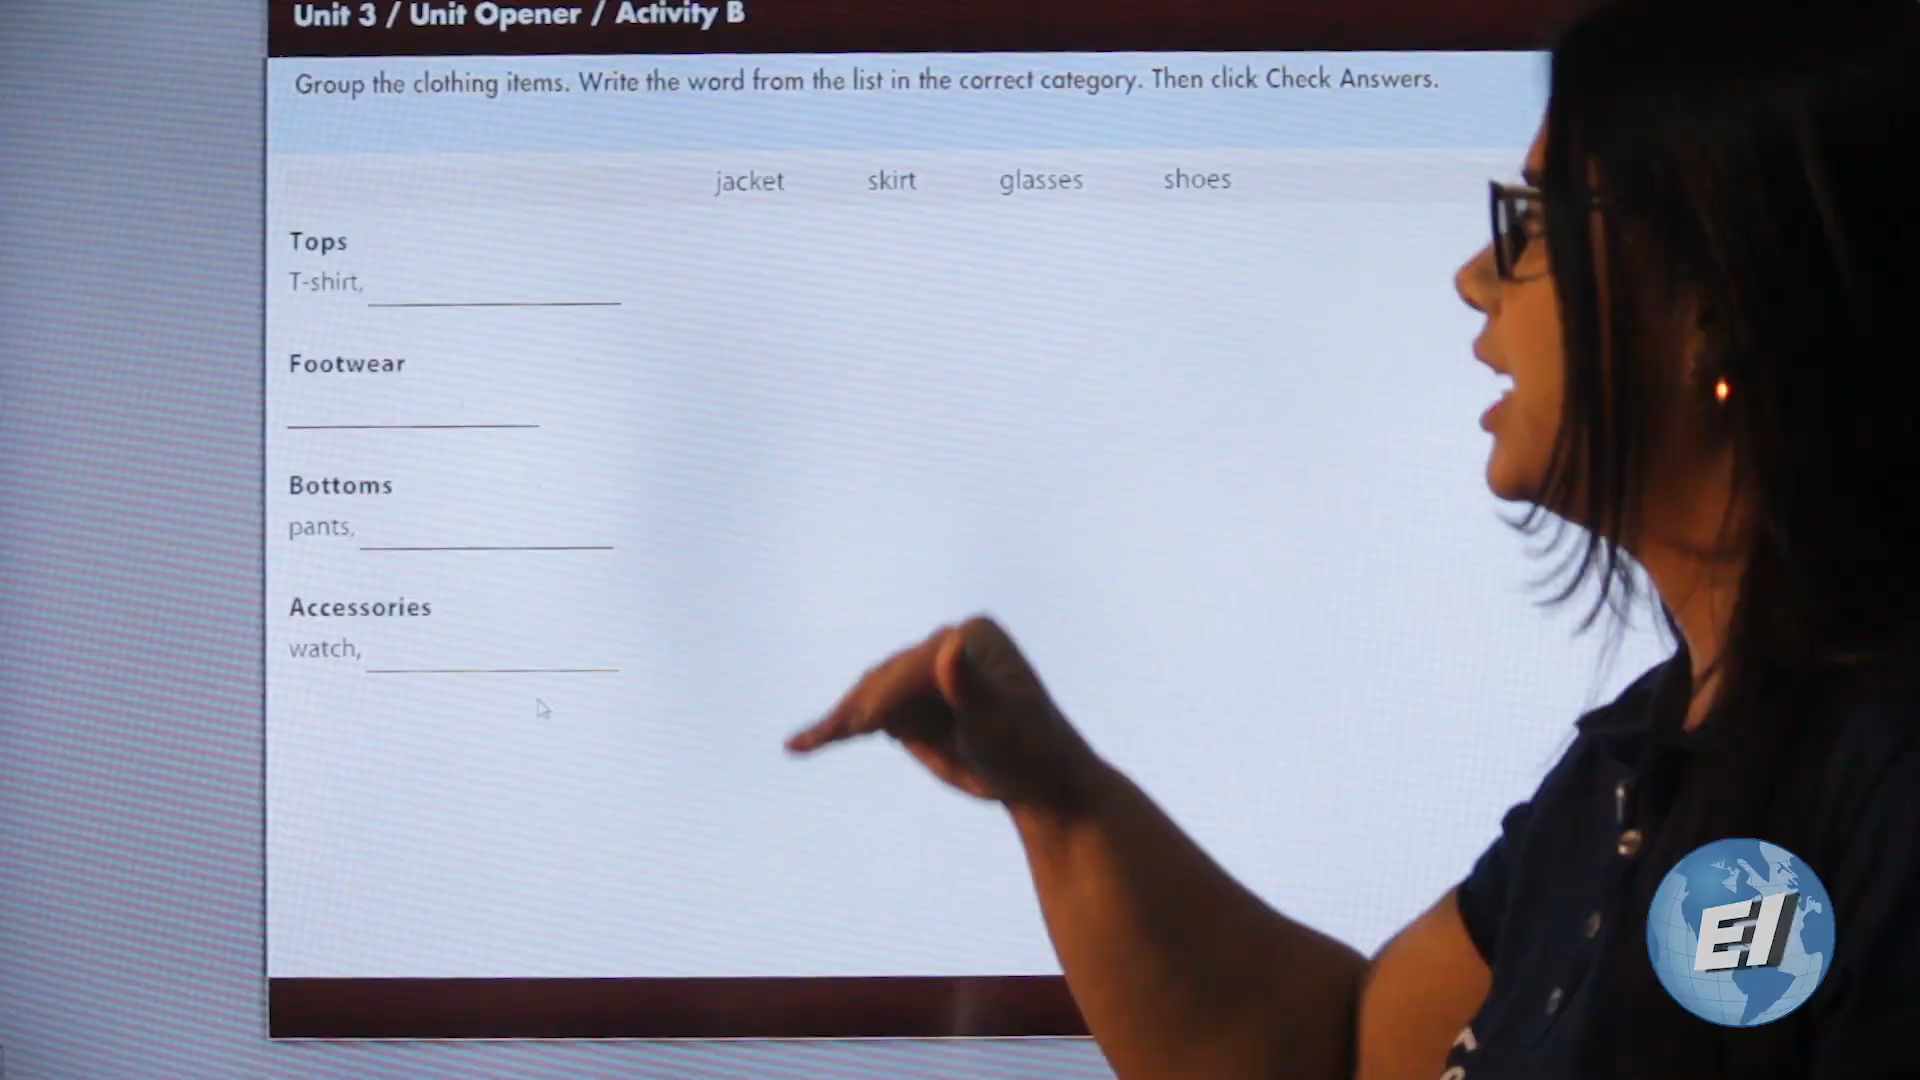 Unit 3 / Unit Opener / Activity B
Group the clothing items. Write the word from the list in the correct category. Then click Check Answers.
jacket skirt glasses shoes
Tops
T-shirt,
Footwear
Bottoms
pants,
Accessories
watch,
EI